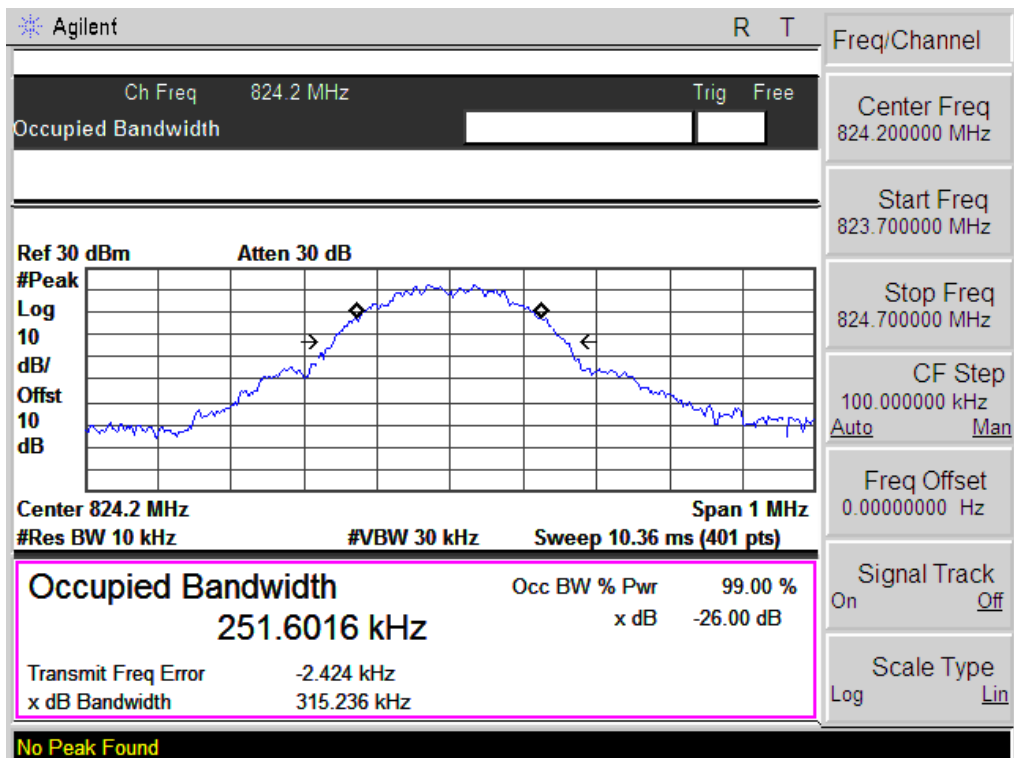 Agilent
R T
Ch Freq 824.2 MHz Trig Free
Occupied Bandwidth
Ref 30 dBm Atten 30 dB
#Peak
Log
10
dB/
Offst
10
dB
Center 824.2 MHz Span 1 MHz
#Res BW 10 kHz #VBW 30 kHz Sweep 10.36 ms (401 pts)
Occupied Bandwidth Occ BW % Pwr 99.00 %
251.6016 kHz x dB -26.00 dB
Transmit Freq Error -2.424 kHz
x dB Bandwidth 315.236 kHz
No Peak Found
Freq/Channel
Center Freq
824.200000 MHz
Start Freq
823.700000 MHz
Stop Freq
824.700000 MHz
CF Step
100.000000 kHz
Auto Man
Freq Offset
0.00000000 Hz
Signal Track
On Off
Scale Type
Log Lin